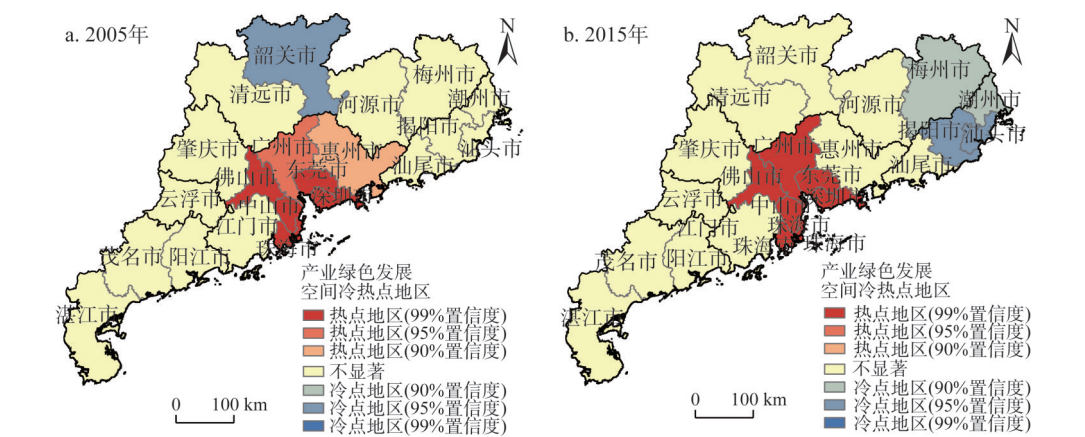 a. 2005年
N
韶关市
清远市
河源市
梅州市
潮州市
揭阳市
汕头市
汕尾市
肇庆市
广州市
惠州市
佛山市
东莞市
深圳市
云浮市
中山市
江门市
珠海市
茂名市
阳江市
湛江市
产业绿色发展
空间冷热点地区
热点地区(99%置信度)
热点地区(95%置信度)
热点地区(90%置信度)
不显著
冷点地区(90%置信度)
冷点地区(95%置信度)
冷点地区(99%置信度)
0 100 km
b. 2015年
N
韶关市
清远市
河源市
梅州市
潮州市
揭阳市
汕头市
汕尾市
肇庆市
广州市
惠州市
佛山市
东莞市
深圳市
云浮市
中山市
江门市
珠海市
珠海
珠海市
茂名市
阳江市
湛江市
产业绿色发展
空间冷热点地区
热点地区(99%置信度)
热点地区(95%置信度)
热点地区(90%置信度)
不显著
冷点地区(90%置信度)
冷点地区(95%置信度)
冷点地区(99%置信度)
0 100 km